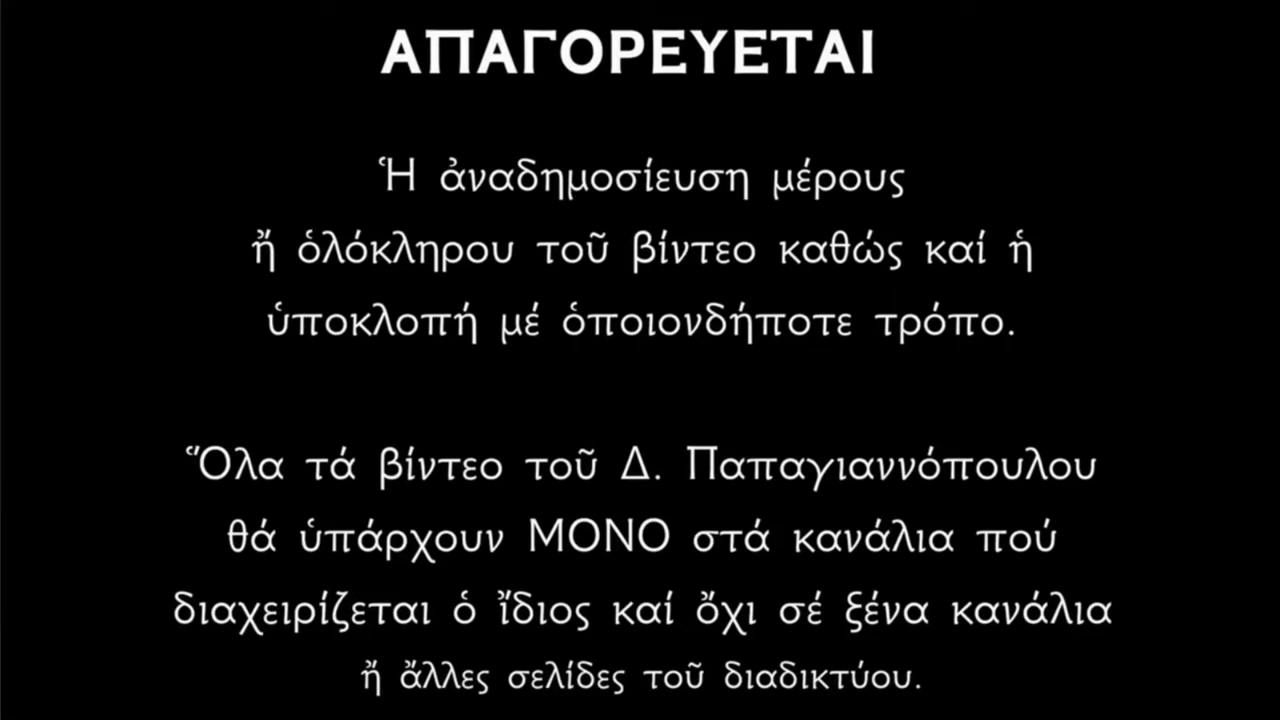 ΑΠΑΓΟΡΕΥΕΤΑΙ
Ἡ ἀναδημοσίευση μέρους
ἤ ὁλόκληρου τοῦ βίντεο καθώς καί ἡ
ὑποκλοπή μέ ὁποιονδήποτε τρόπο.
Ὅλα τά βίντεο τοῦ Δ. Παπαγιαννόπουλου
θά ὑπάρχουν ΜΟΝΟ στά κανάλια πού
διαχειρίζεται ὁ ἴδιος καί ὄχι σέ ξένα κανάλια
ἤ ἄλλες σελίδες τοῦ διαδικτύου.